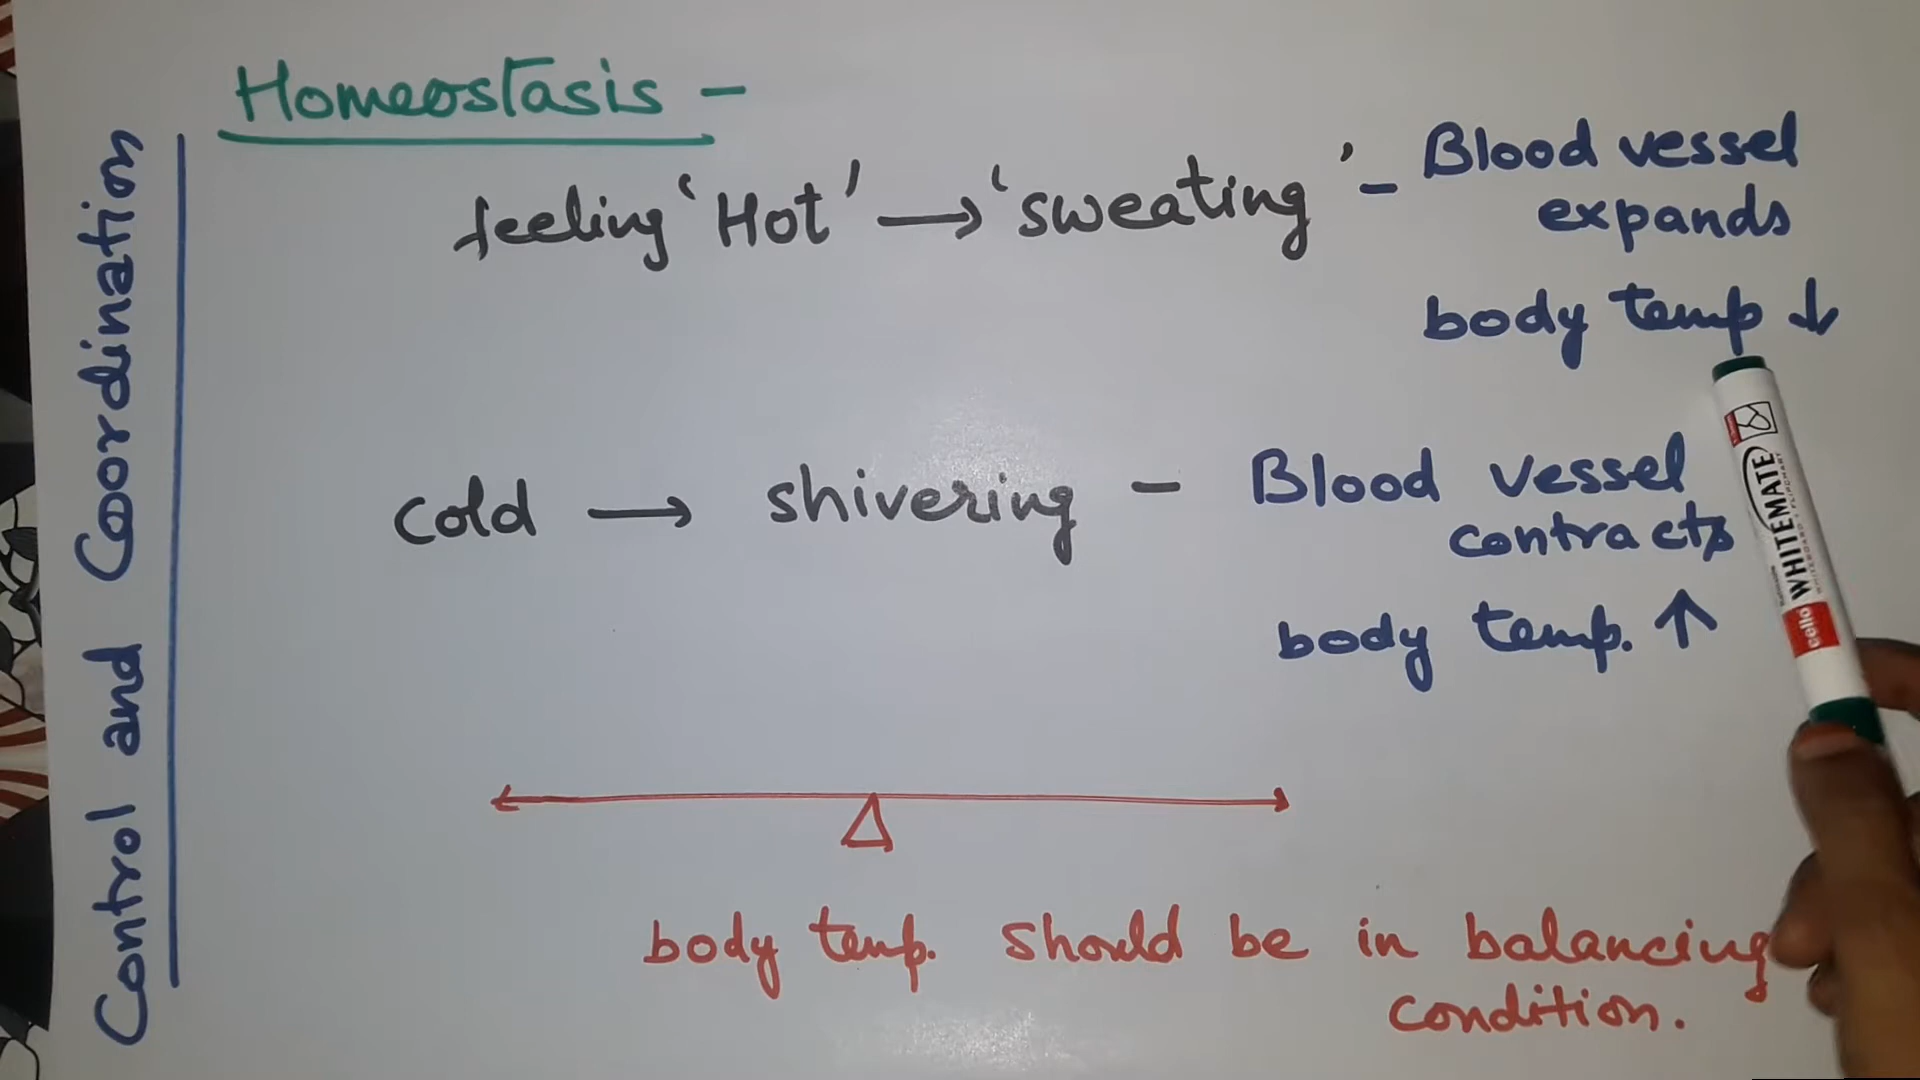 Homeostasis -
feeling 'Hot' → 'sweating' - Blood vessel
expands
body temp ↓
cold → shivering - Blood vessel
contracts
body temp. ↑
body temp. should be in balancing
condition.
Control and Coordination
cello WHITEMATE